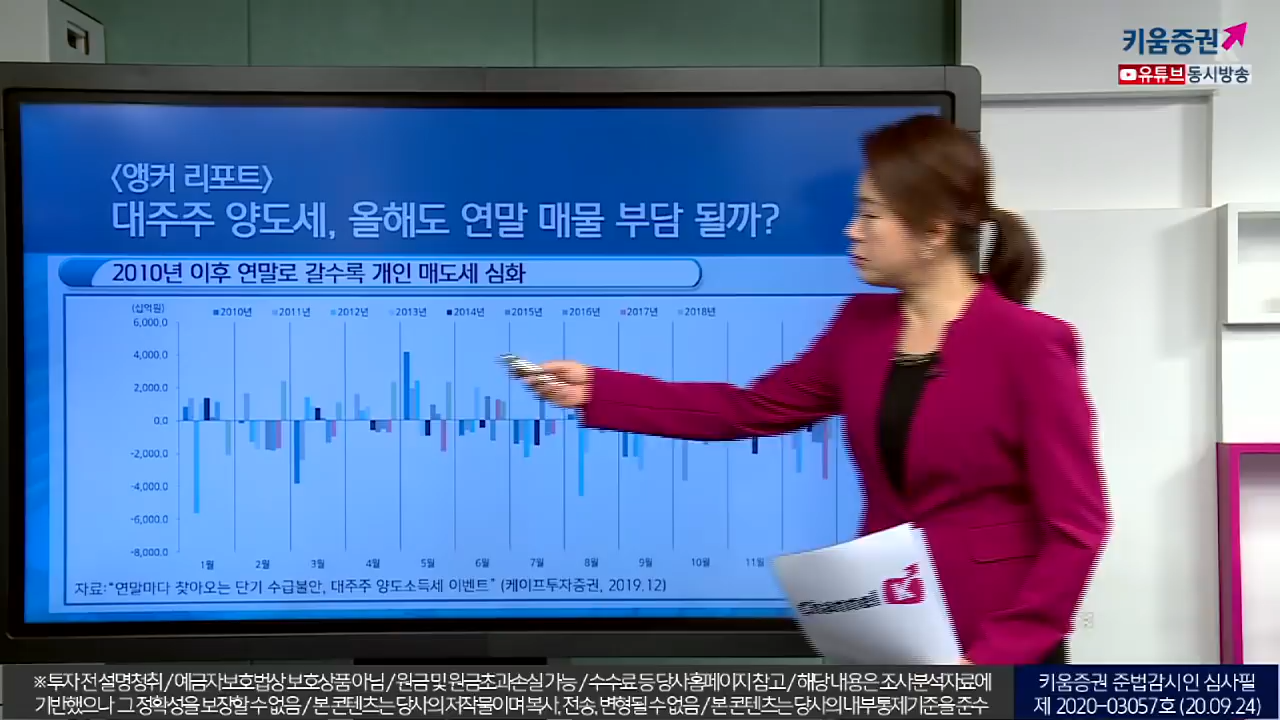 키움증권
유튜브 동시방송
<앵커 리포트>
대주주 양도세, 올해도 연말 매물 부담 될까?
2010년 이후 연말로 갈수록 개인 매도세 심화
(십억원)
2010년 2011년 2012년 2013년 2014년 2015년 2016년 2017년 2018년
6,000.0
4,000.0
2,000.0
0.0
-2,000.0
-4,000.0
-6,000.0
-8,000.0
1월 2월 3월 4월 5월 6월 7월 8월 9월 10월 11월
자료:"연말마다 찾아오는 단기 수급불안, 대주주 양도소득세 이벤트" (케이프투자증권, 2019.12)
Channel K
※투자 전 설명청취 / 예금자보호법상 보호상품 아님 / 원금 및 원금초과손실 가능 / 수수료 등 당사홈페이지 참고 / 해당 내용은 조사분석자료에
기반했으나 그 정확성을 보장할 수 없음 / 본 콘텐츠는 당사의 저작물이며 복사, 전송, 변형될 수 없음 / 본 콘텐츠는 당사의 내부통제기준을 준수
키움증권 준법감시인 심사필
제 2020-03057호 (20.09.24)